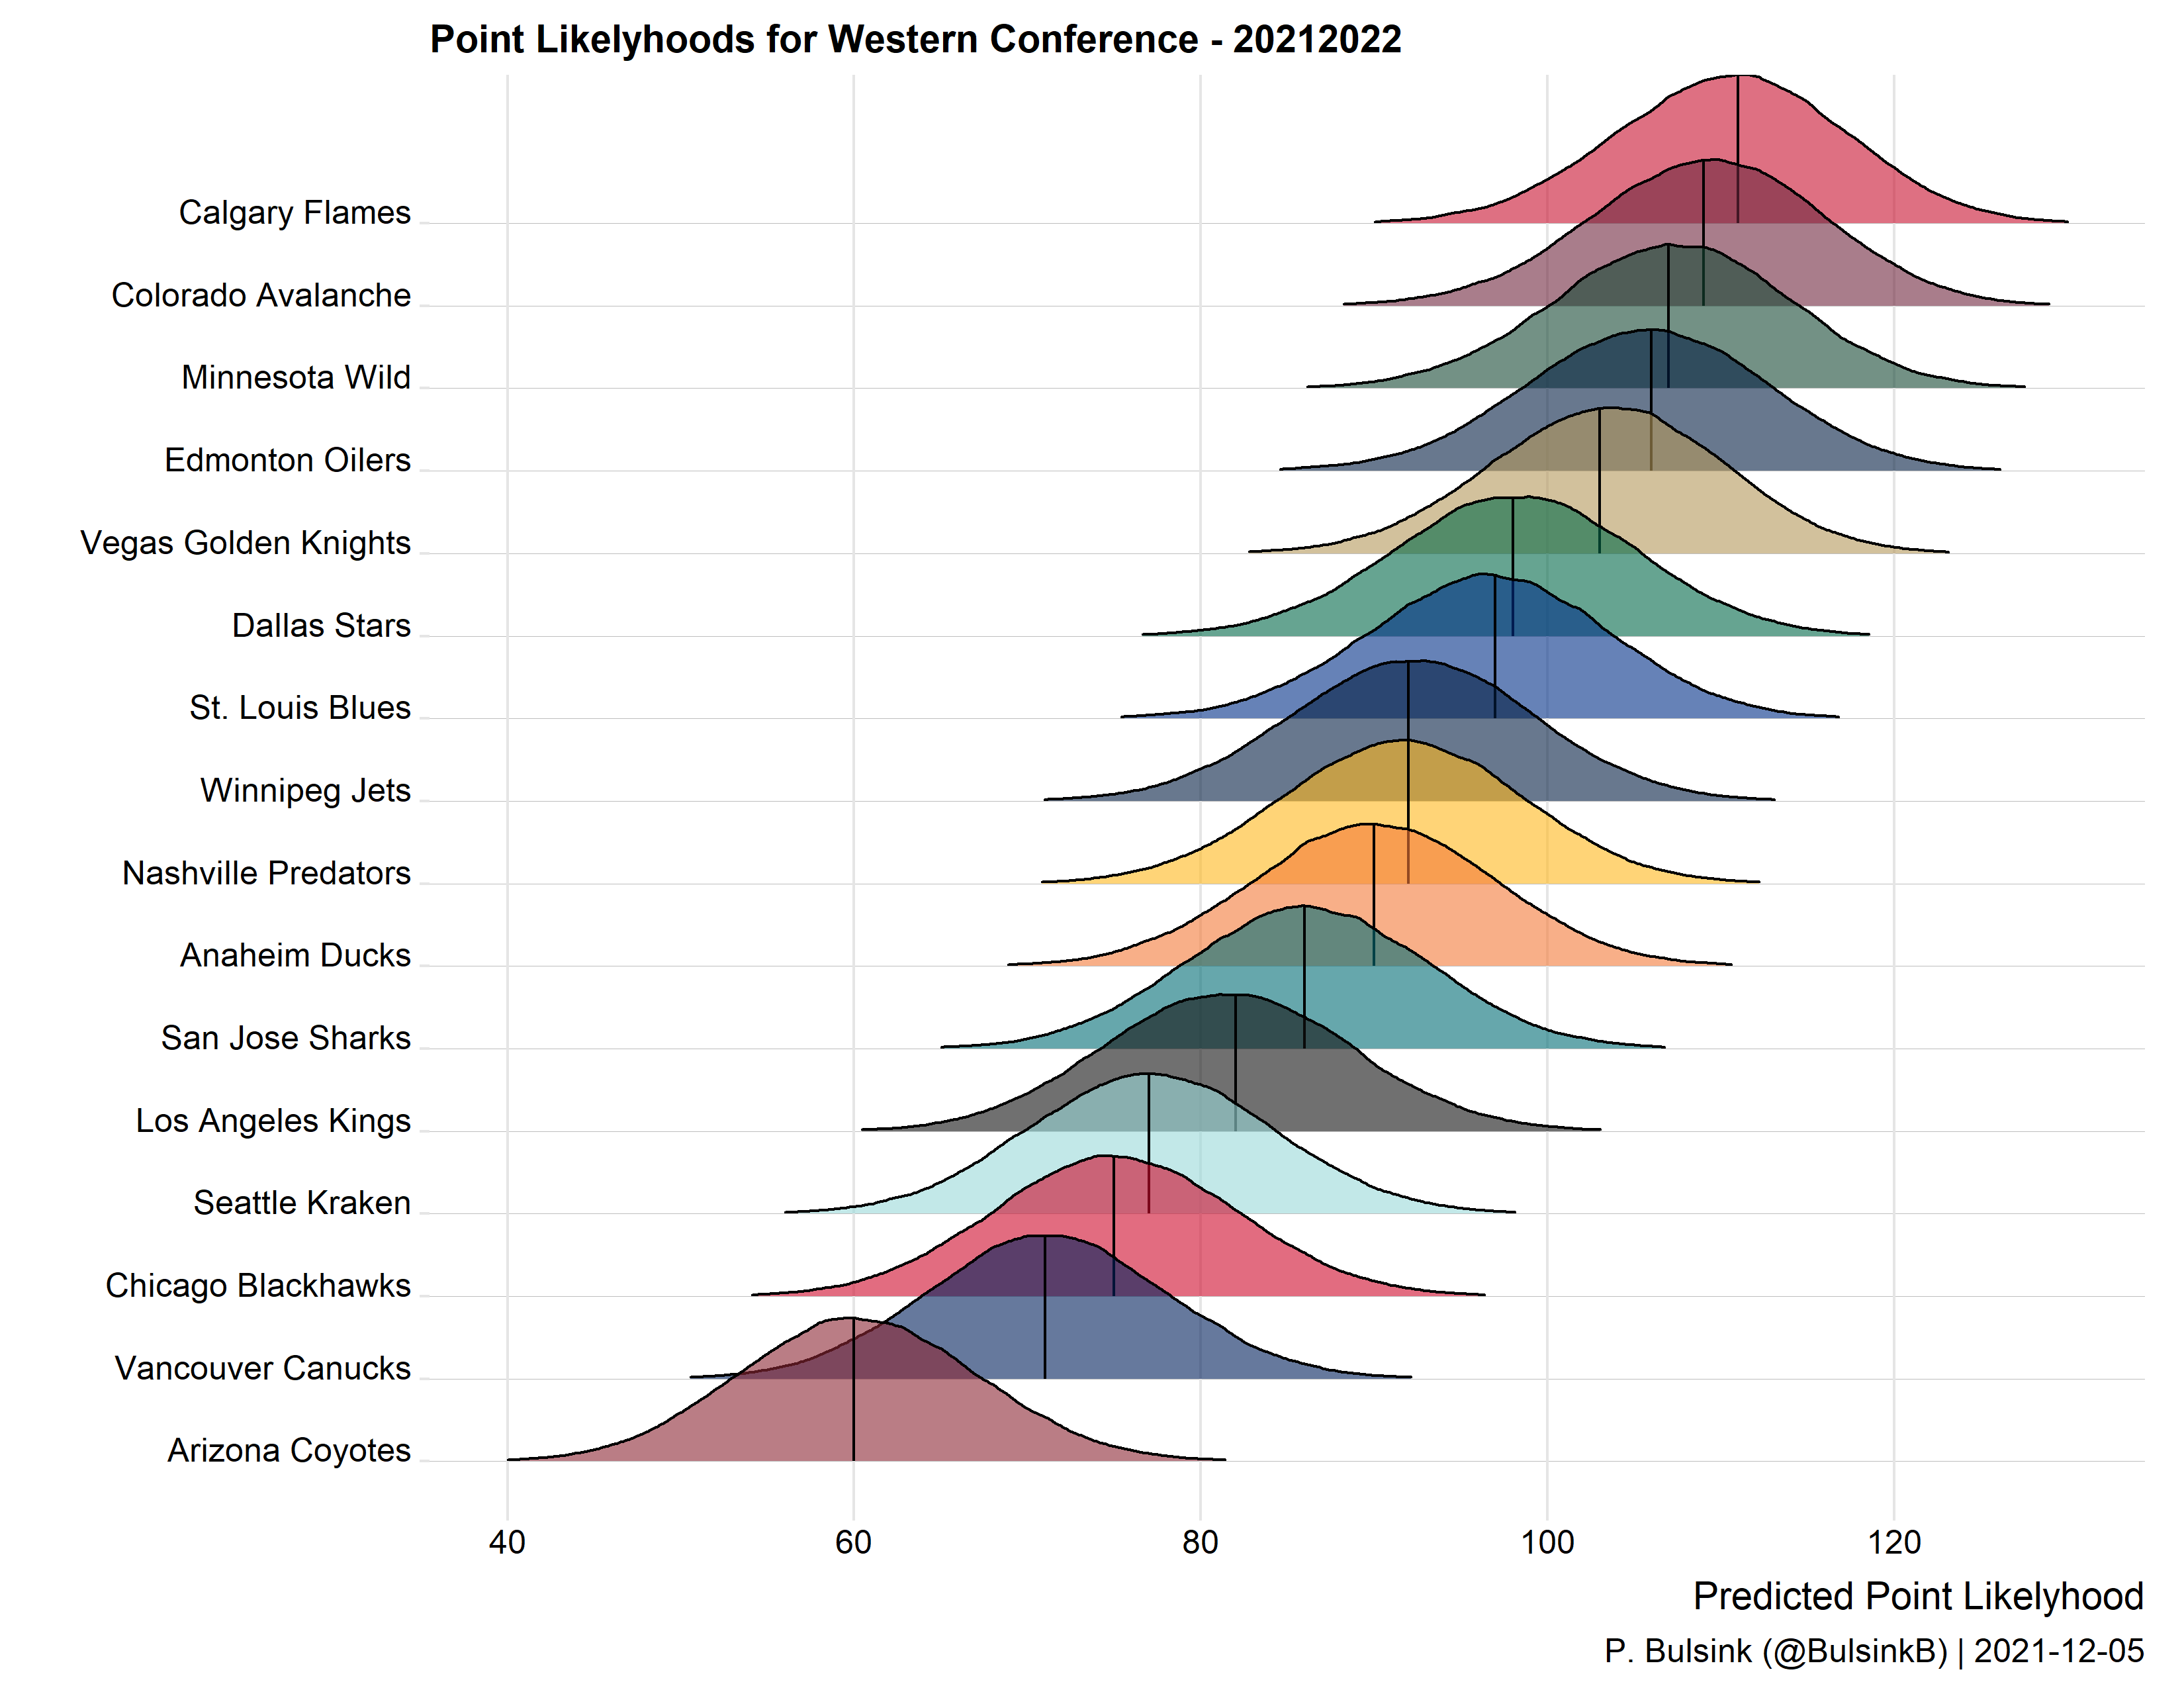 Point Likelyhoods for Western Conference - 20212022
Calgary Flames
Colorado Avalanche
Minnesota Wild
Edmonton Oilers
Vegas Golden Knights
Dallas Stars
St. Louis Blues
Winnipeg Jets
Nashville Predators
Anaheim Ducks
San Jose Sharks
Los Angeles Kings
Seattle Kraken
Chicago Blackhawks
Vancouver Canucks
Arizona Coyotes
40 60 80 100 120
Predicted Point Likelyhood
P. Bulsink (@BulsinkB) | 2021-12-05